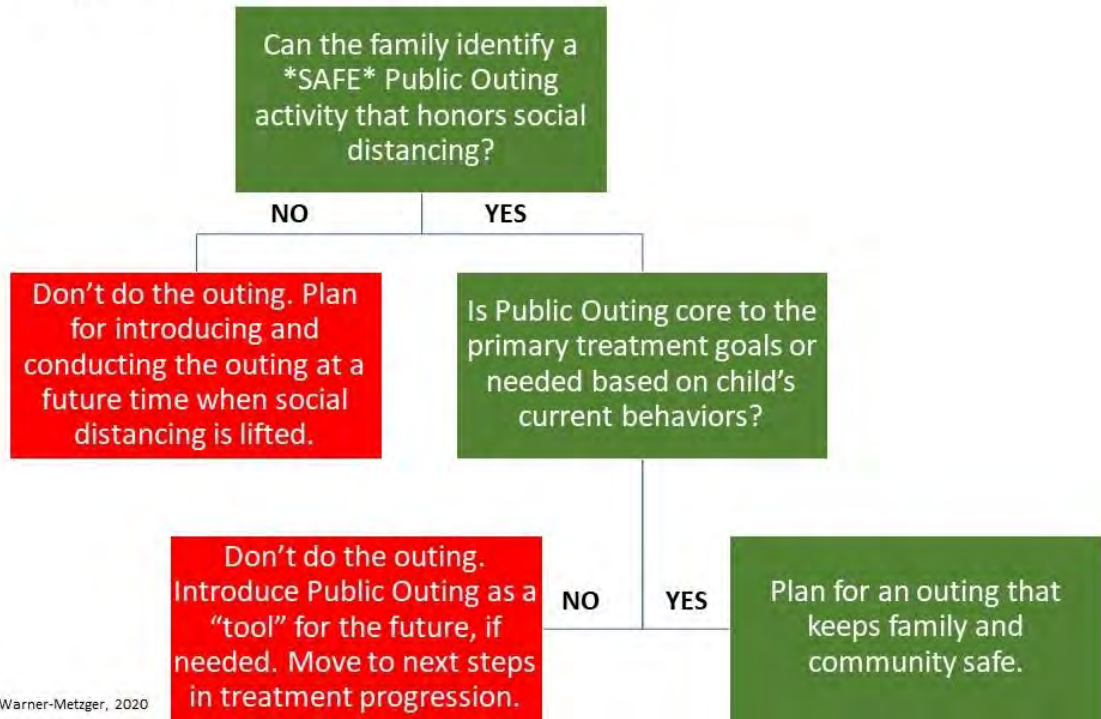 Can the family identify a
*SAFE* Public Outing
activity that honors social
distancing?
NO
YES
Don't do the outing. Plan
for introducing and
conducting the outing at a
future time when social
distancing is lifted.
Is Public Outing core to the
primary treatment goals or
needed based on child's
current behaviors?
Don't do the outing.
Introduce Public Outing as a
“tool” for the future, if
needed. Move to next steps
in treatment progression.
NO
YES
Plan for an outing that
keeps family and
community safe.
Warner-Metzger, 2020